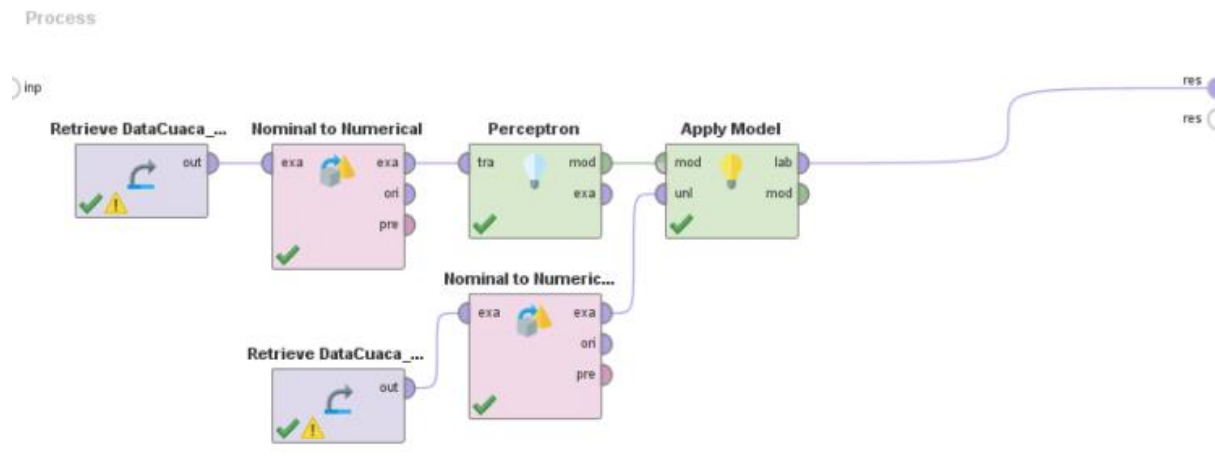 Process
inp
res
res
Retrieve DataCuaca_...
out
Nominal to Numerical
exa
exa
ori
pre
Perceptron
tra
mod
exa
Apply Model
mod
lab
unl
mod
Nominal to Numeric...
exa
exa
ori
pre
Retrieve DataCuaca_...
out